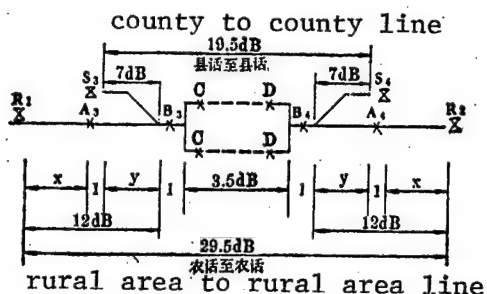 county to county line
19.5dB
县话至县话
7dB 7dB
S3 S4
C D
R1 A3 B3 B4 A4 R2
C D
x 1 y 1 3.5dB 1 y 1 x
12dB 12dB
29.5dB
农话至农话
rural area to rural area line